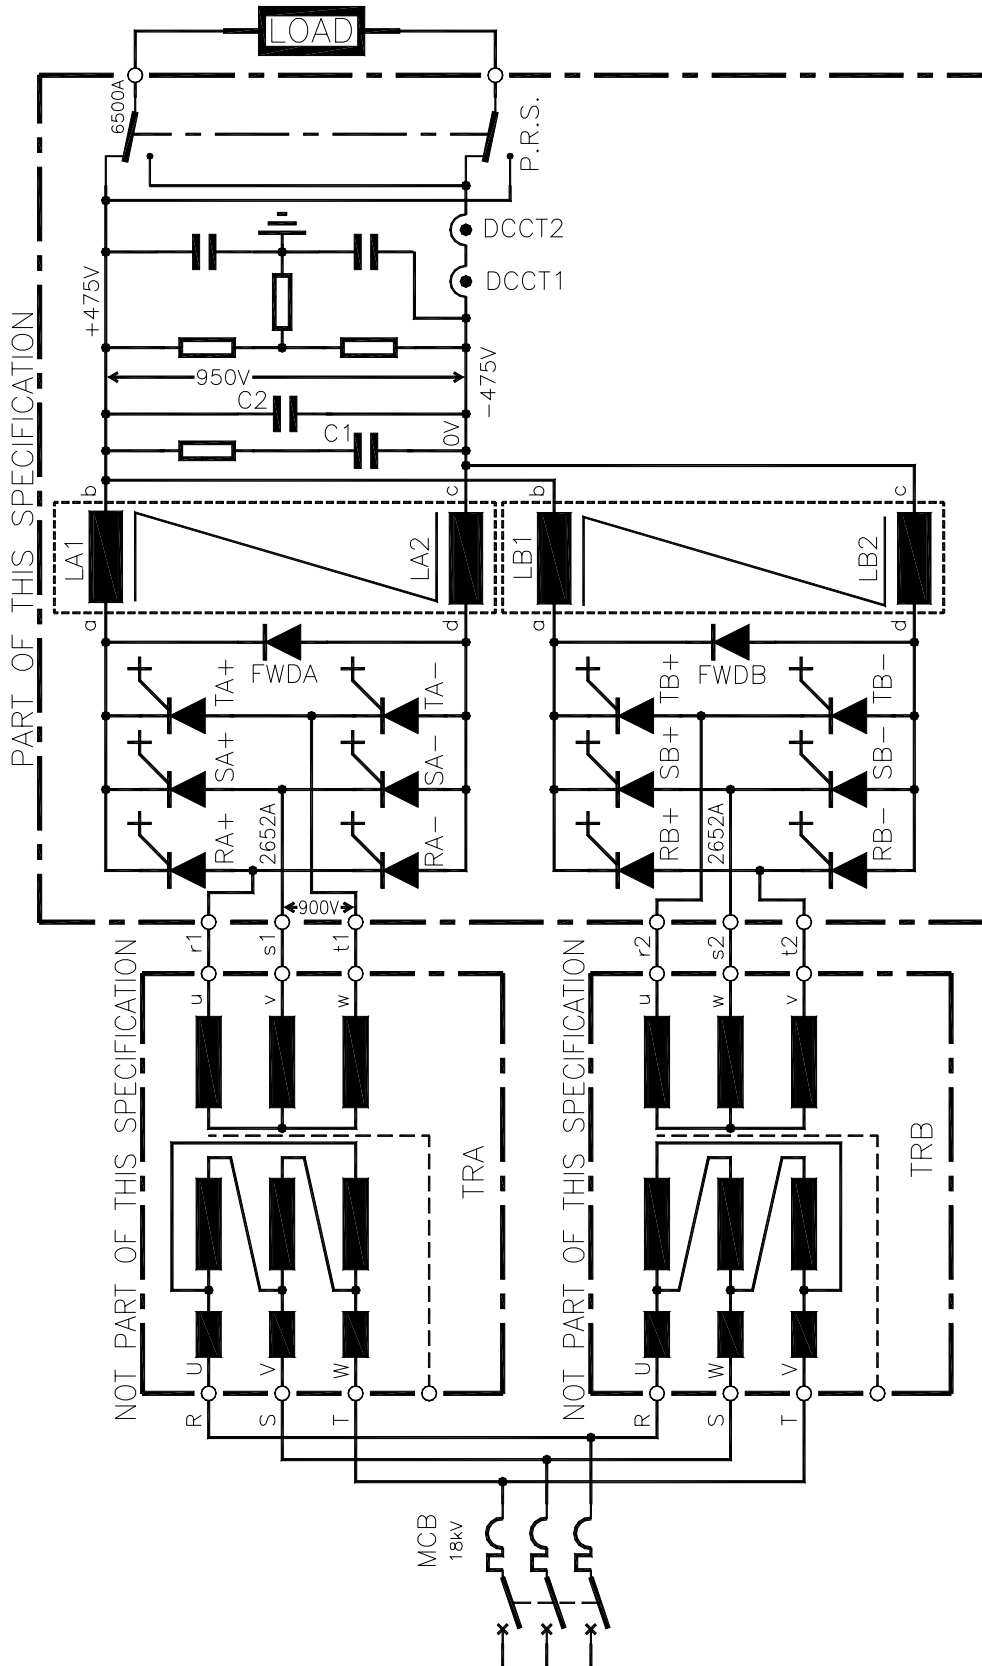 LOAD
6500A
P.R.S.
DCCT2
DCCT1
+475V
-475V
950V
C2
C1
0V
PART OF THIS SPECIFICATION
b
c
b
c
LA1
LA2
LB1
LB2
a
d
a
d
FWDA
FWDB
TA+
TA-
TB+
TB-
SA+
SA-
SB+
SB-
RA+
2652A
RA-
RB+
2652A
RB-
900V
r1
s1
t1
r2
s2
t2
NOT PART OF THIS SPECIFICATION
NOT PART OF THIS SPECIFICATION
u
v
w
u
w
v
TRA
TRB
U
V
W
U
W
V
R
S
T
R
S
T
MCB
18kV